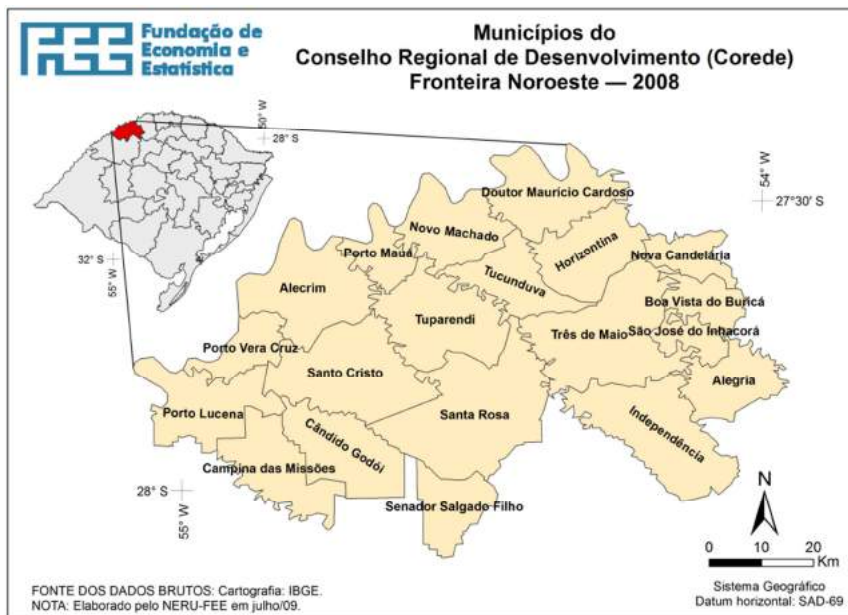 FEE
Fundação de
Economia e
Estatística
Municípios do
Conselho Regional de Desenvolvimento (Corede)
Fronteira Noroeste — 2008
50° W
28° S
32° S
55° W
54° W
27°30' S
Doutor Maurício Cardoso
Novo Machado
Horizontina
Porto Mauá
Nova Candelária
Tucunduva
Alecrim
Boa Vista do Buricá
Tuparendi
Três de Maio
São José do Inhacorá
Porto Vera Cruz
Santo Cristo
Alegria
Porto Lucena
Santa Rosa
Cândido Godói
Independência
Campina das Missões
28° S
55° W
Senador Salgado Filho
N
0 10 20
Km
FONTE DOS DADOS BRUTOS: Cartografia: IBGE.
NOTA: Elaborado pelo NERU-FEE em julho/09.
Sistema Geográfico
Datum horizontal: SAD-69